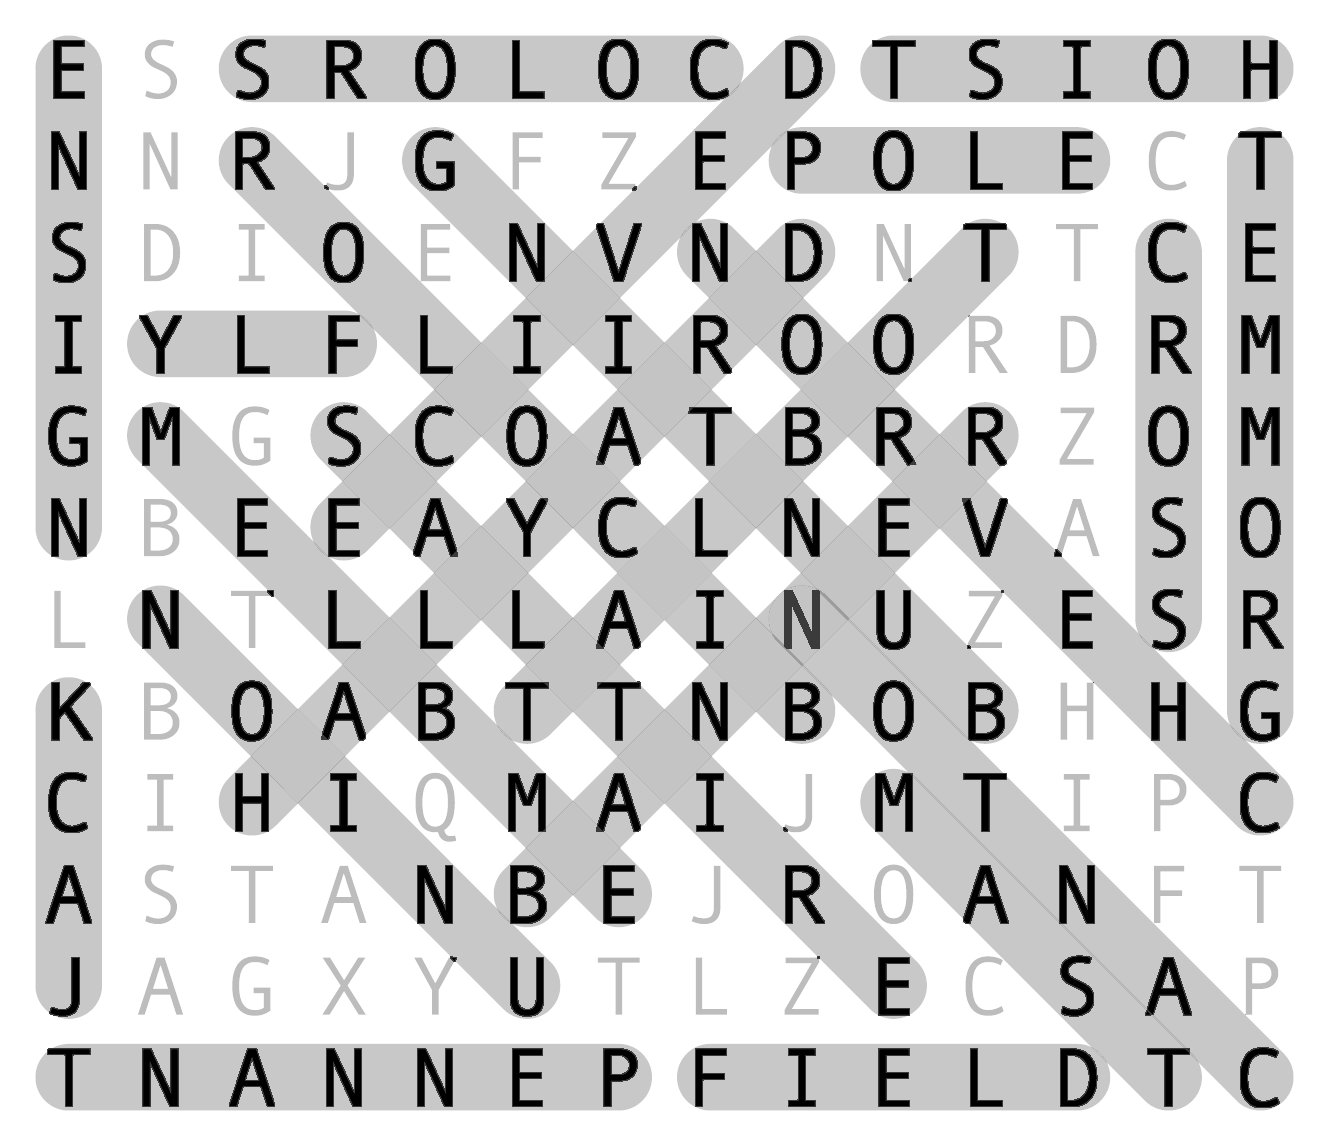 E S S R O L O C D T S I O H
N N R J G F Z E P O L E C T
S D I O E N V N D N T T C E
I Y L F L I I R O O R D R M
G M G S C O A T B R R Z O M
N B E E A Y C L N E V A S O
L N T L L L A I N U Z E S R
K B O A B T T N B O B H H G
C I H I Q M A I J M T I P C
A S T A N B E J R O A N F T
J A G X Y U T L Z E C S A P
T N A N N E P F I E L D T C